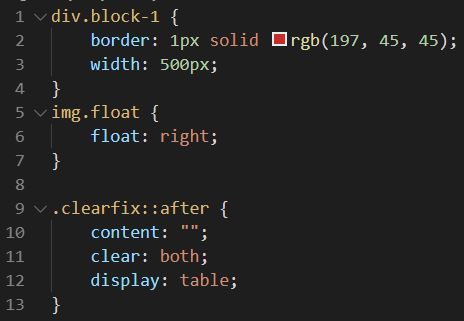 1 div.block-1 {
2 border: 1px solid rgb(197, 45, 45);
3 width: 500px;
4 }
5 img.float {
6 float: right;
7 }
8
9 .clearfix::after {
10 content: "";
11 clear: both;
12 display: table;
13 }